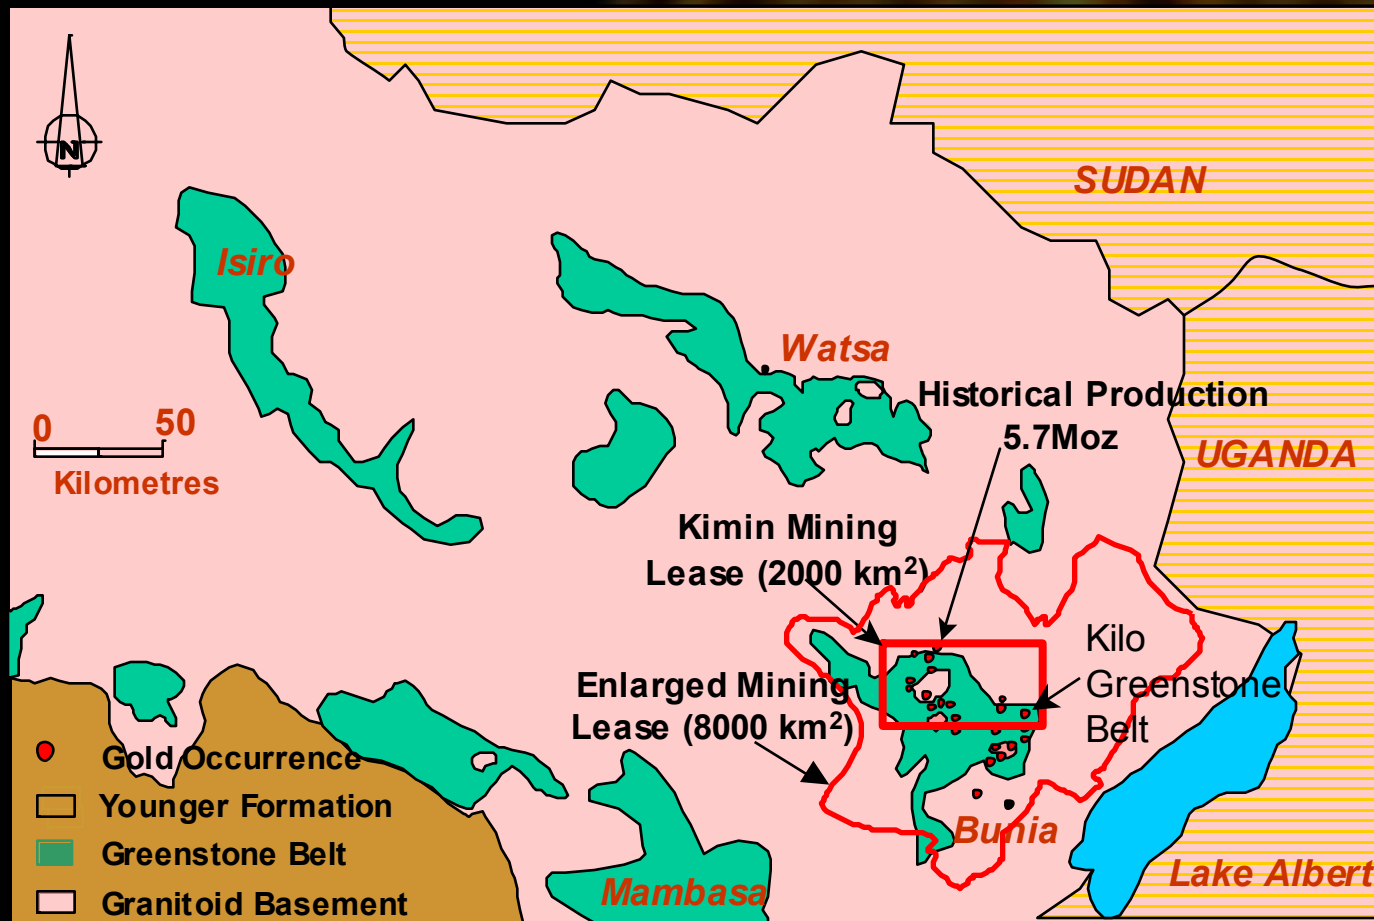 N
SUDAN
Isiro
Watsa
Historical Production
5.7Moz
0 50
Kilometres
UGANDA
Kimin Mining
Lease (2000 km²)
Kilo
Greenstone
Belt
Enlarged Mining
Lease (8000 km²)
Gold Occurrence
Younger Formation
Greenstone Belt
Granitoid Basement
Bunia
Mambasa
Lake Albert